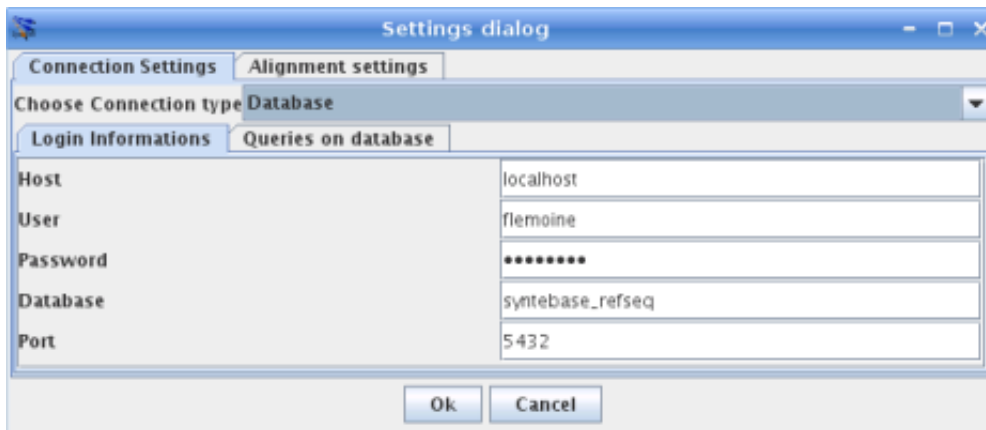 Settings dialog
Connection Settings Alignment settings
Choose Connection type Database
Login Informations Queries on database
Host localhost
User flemoine
Password ••••••••
Database syntebase_refseq
Port 5432
Ok Cancel